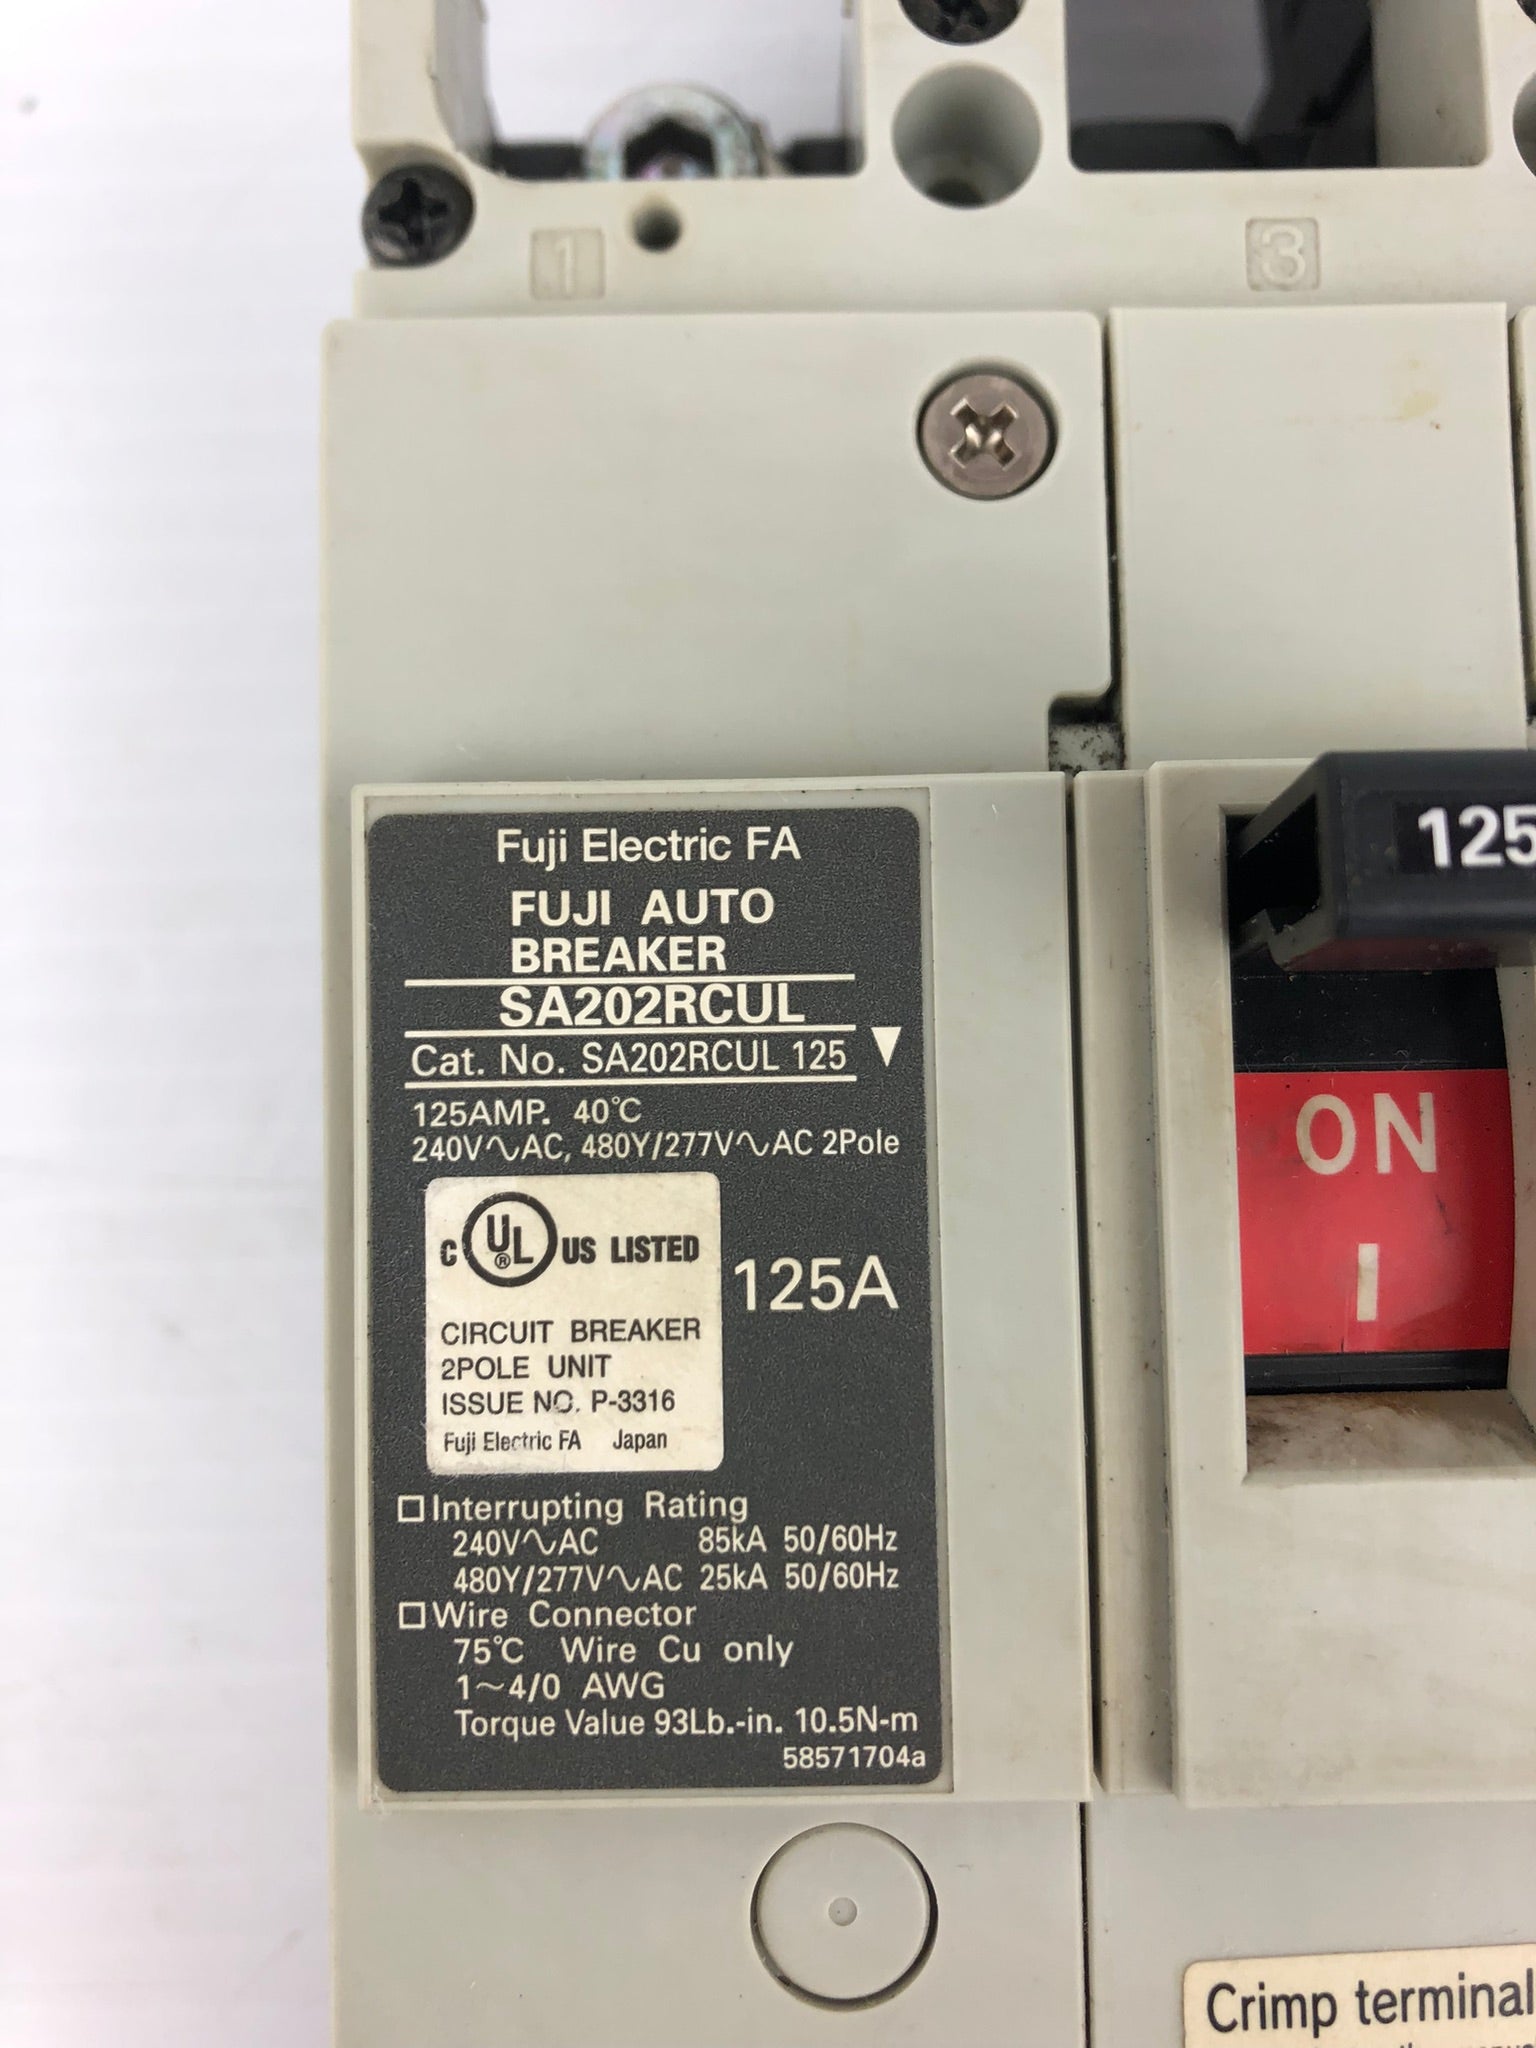 1
3
Fuji Electric FA
FUJI AUTO
BREAKER
SA202RCUL
Cat. No. SA202RCUL 125 ▼
125AMP. 40℃
240V∿AC, 480Y/277V∿AC 2Pole
C UL® US LISTED
CIRCUIT BREAKER
2POLE UNIT
ISSUE NO. P-3316
Fuji Electric FA Japan
125A
□ Interrupting Rating
240V∿AC 85kA 50/60Hz
480Y/277V∿AC 25kA 50/60Hz
□ Wire Connector
75℃ Wire Cu only
1~4/0 AWG
Torque Value 93Lb.-in. 10.5N-m
58571704a
125
ON
I
Crimp terminal